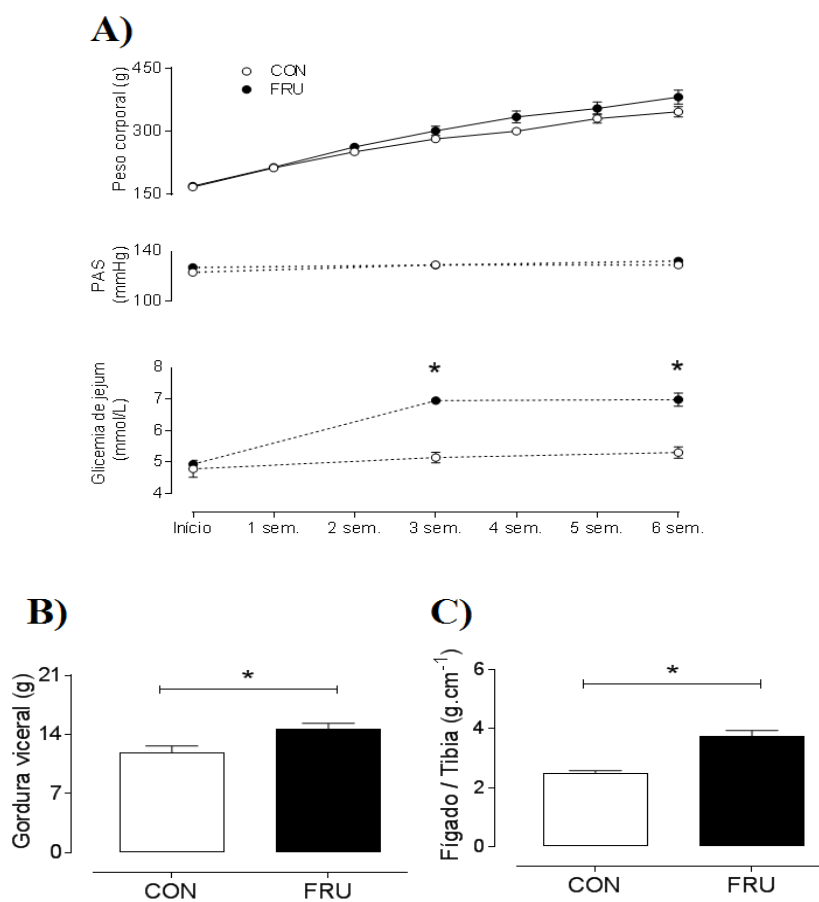 A)
Peso corporal (g)
450
300
150
CON
FRU
PAS
(mmHg)
140
100
Glicemia de jejum
(mmol/L)
8
7
6
5
4
*
*
Início 1 sem. 2 sem. 3 sem. 4 sem. 5 sem. 6 sem.
B)
Gordura viceral (g)
21
14
7
0
*
CON FRU
C)
Fígado / Tibia (g.cm⁻¹)
6
4
2
0
*
CON FRU